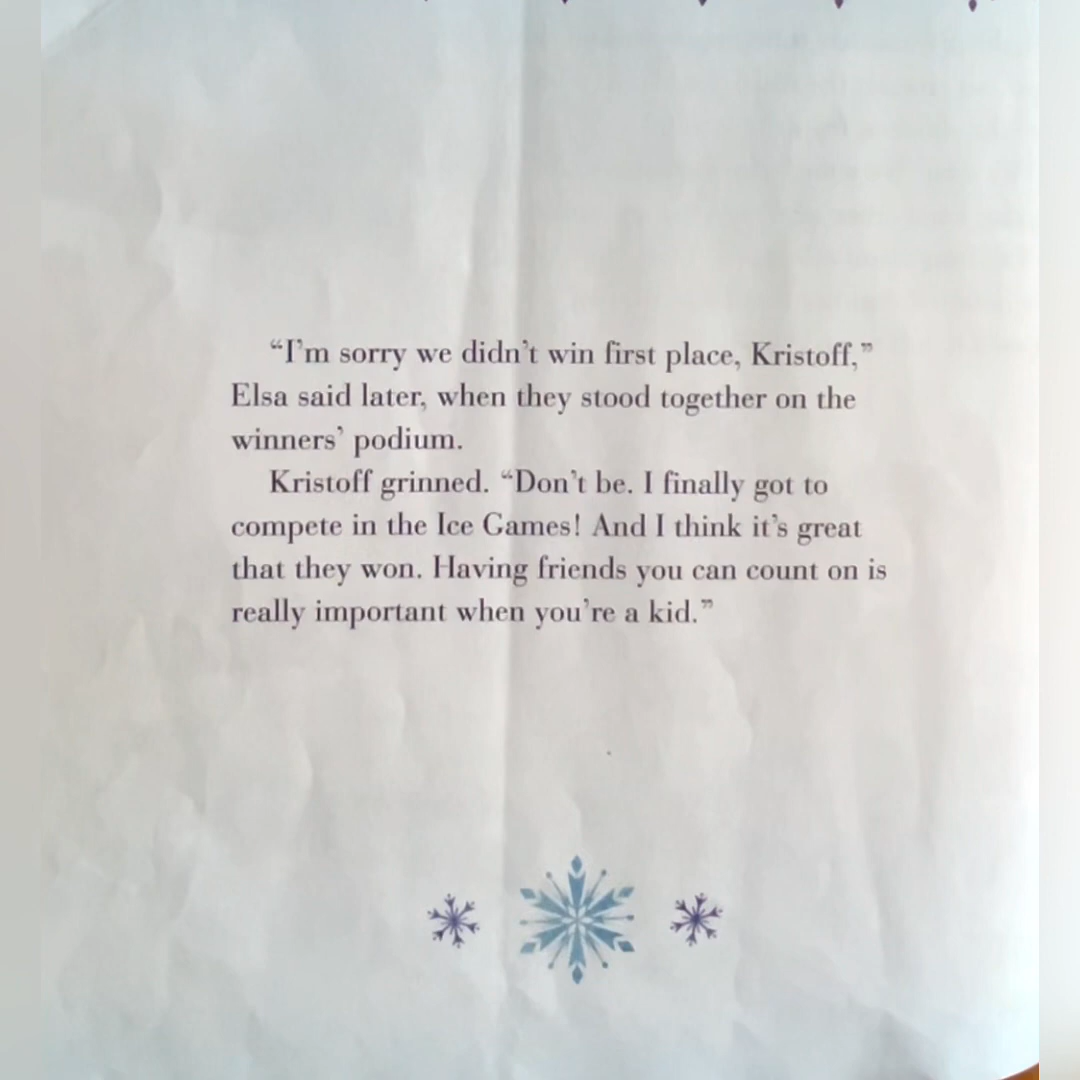 “I’m sorry we didn’t win first place, Kristoff,”
Elsa said later, when they stood together on the
winners’ podium.
Kristoff grinned. “Don’t be. I finally got to
compete in the Ice Games! And I think it’s great
that they won. Having friends you can count on is
really important when you’re a kid.”